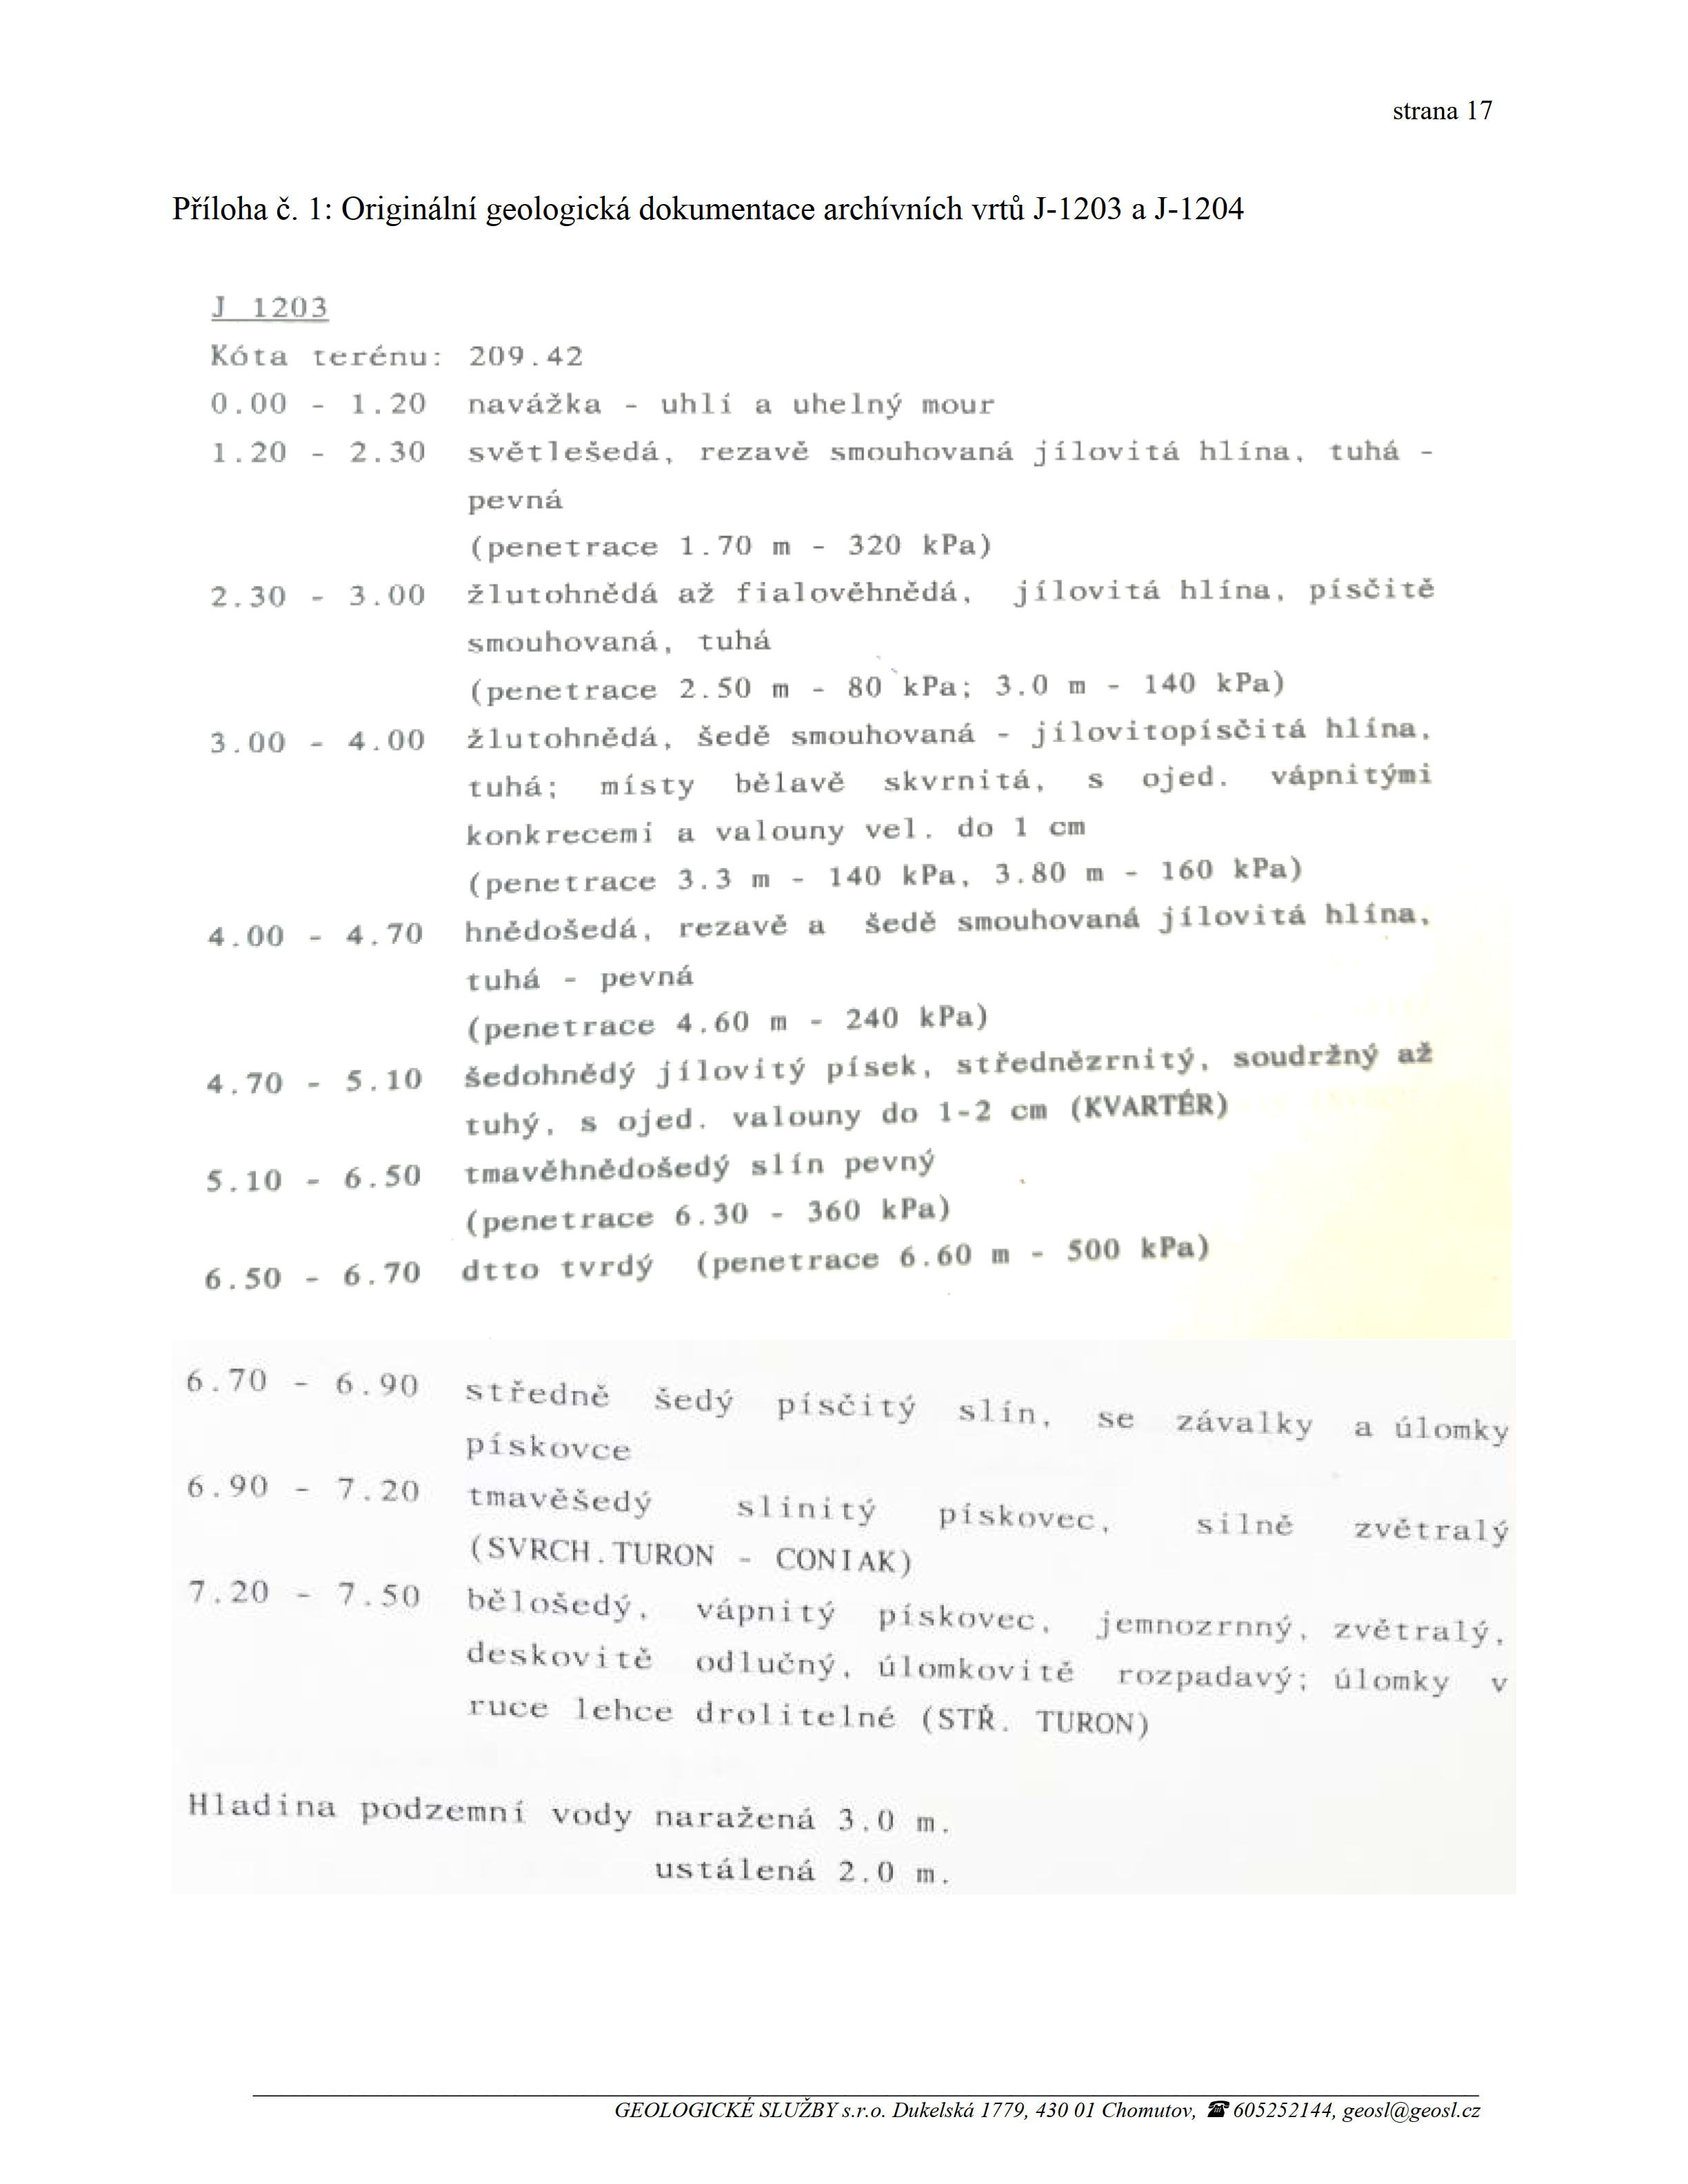 strana 17
Příloha č. 1: Originální geologická dokumentace archívních vrtů J-1203 a J-1204
J 1203
Kóta terénu: 209.42
0.00 - 1.20 navážka - uhlí a uhelný mour
1.20 - 2.30 světlešedá, rezavě smouhovaná jílovitá hlína, tuhá -
pevná
(penetrace 1.70 m - 320 kPa)
2.30 - 3.00 žlutohnědá až fialověhnědá, jílovitá hlína, písčitě
smouhovaná, tuhá
(penetrace 2.50 m - 80 kPa; 3.0 m - 140 kPa)
3.00 - 4.00 žlutohnědá, šedě smouhovaná - jílovitopísčitá hlína,
tuhá; místy bělavě skvrnitá, s ojed. vápnitými
konkrecemi a valouny vel. do 1 cm
(penetrace 3.3 m - 140 kPa, 3.80 m - 160 kPa)
4.00 - 4.70 hnědošedá, rezavě a šedě smouhovaná jílovitá hlína,
tuhá - pevná
(penetrace 4.60 m - 240 kPa)
4.70 - 5.10 šedohnědý jílovitý písek, střednězrnitý, soudržný až
tuhý, s ojed. valouny do 1-2 cm (KVARTÉR)
5.10 - 6.50 tmavěhnědošedý slín pevný
(penetrace 6.30 - 360 kPa)
6.50 - 6.70 dtto tvrdý (penetrace 6.60 m - 500 kPa)
6.70 - 6.90 středně šedý písčitý slín, se závalky a úlomky
pískovce
6.90 - 7.20 tmavěšedý slinitý pískovec, silně zvětralý
(SVRCH.TURON - CONIAK)
7.20 - 7.50 bělošedý, vápnitý pískovec, jemnozrnný, zvětralý,
deskovitě odlučný, úlomkovitě rozpadavý; úlomky v
ruce lehce drolitelné (STŘ. TURON)
Hladina podzemní vody naražená 3.0 m.
ustálená 2.0 m.
GEOLOGICKÉ SLUŽBY s.r.o. Dukelská 1779, 430 01 Chomutov, ☎ 605252144, geosl@geosl.cz